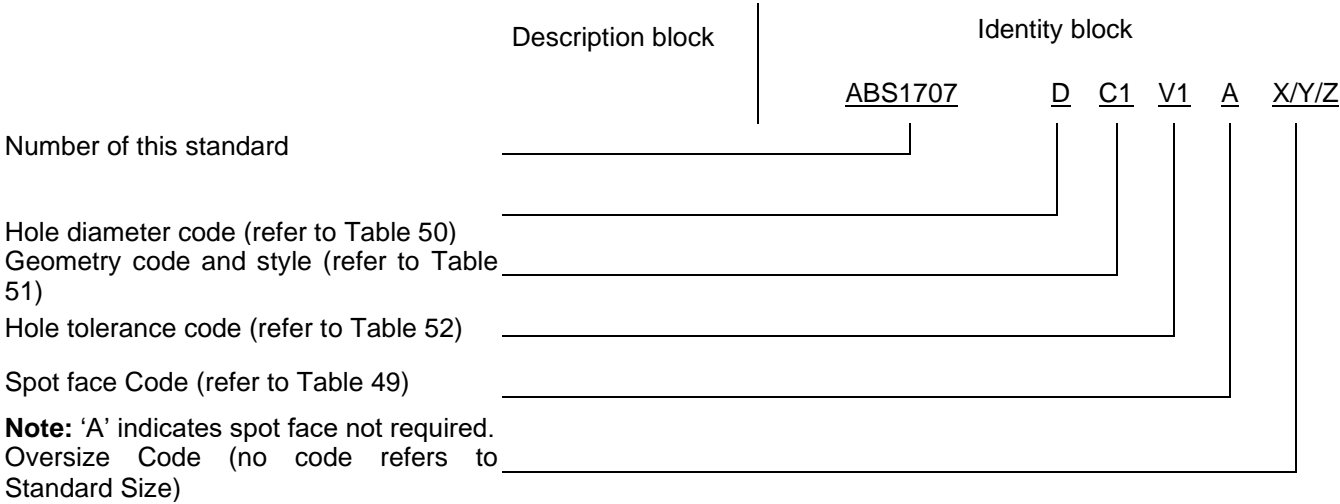 Description block
Identity block
ABS1707 D C1 V1 A X/Y/Z
Number of this standard
Hole diameter code (refer to Table 50)
Geometry code and style (refer to Table
51)
Hole tolerance code (refer to Table 52)
Spot face Code (refer to Table 49)
Note: ‘A’ indicates spot face not required.
Oversize Code (no code refers to
Standard Size)